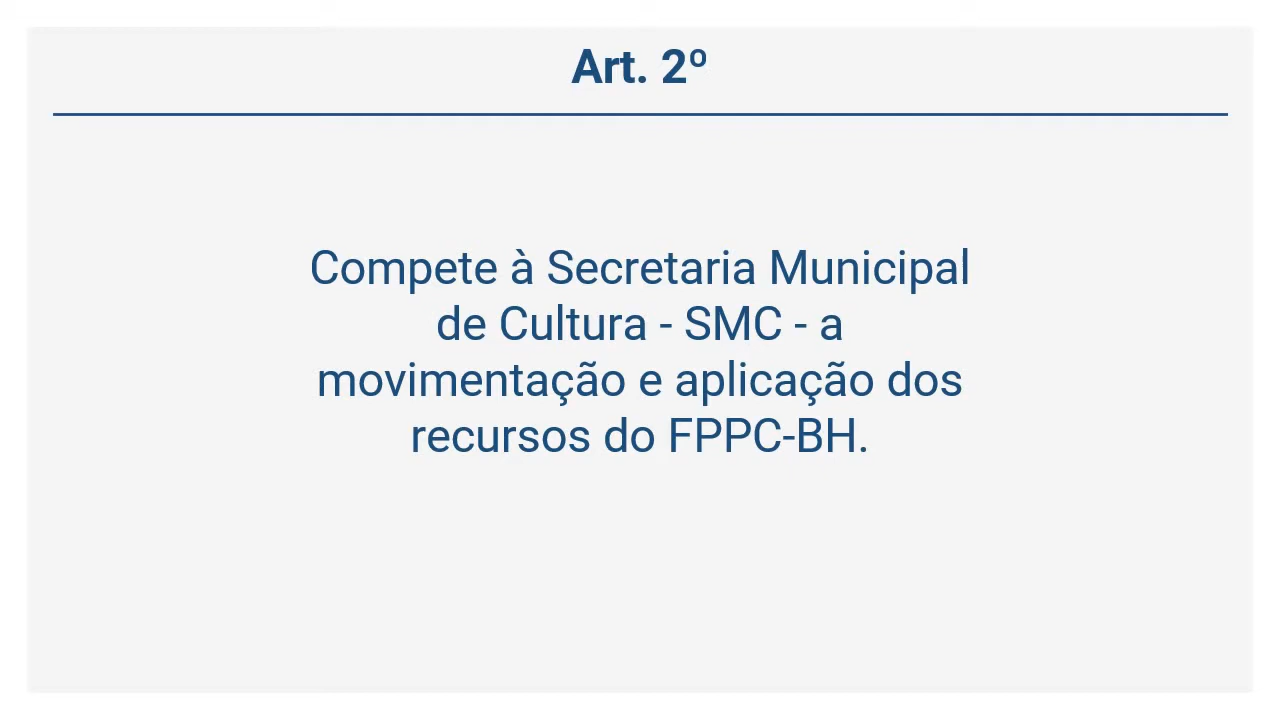 Art. 2º
Compete à Secretaria Municipal
de Cultura - SMC - a
movimentação e aplicação dos
recursos do FPPC-BH.